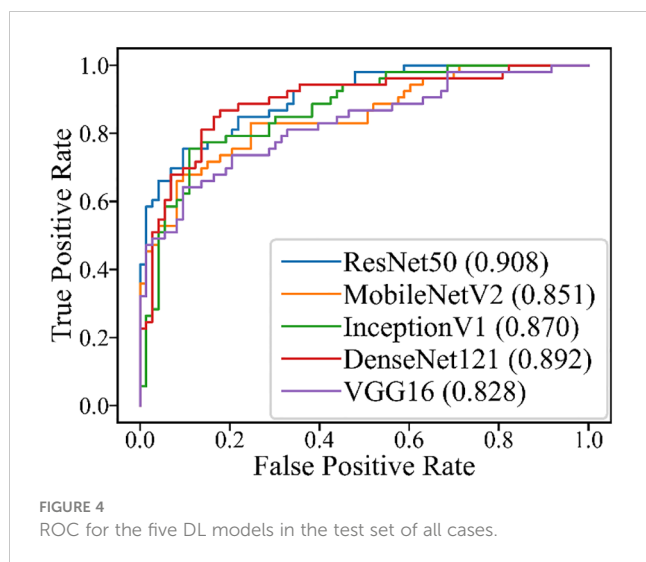 1.0
0.8
0.6
0.4
0.2
0.0
True Positive Rate
ResNet50 (0.908)
MobileNetV2 (0.851)
InceptionV1 (0.870)
DenseNet121 (0.892)
VGG16 (0.828)
0.0 0.2 0.4 0.6 0.8 1.0
False Positive Rate
FIGURE 4
ROC for the five DL models in the test set of all cases.